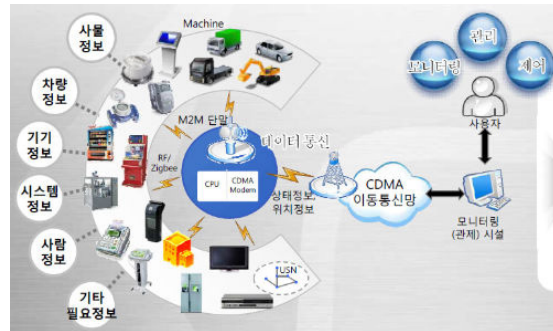 사물
정보
Machine
관리
모니터링
제어
차량
정보
M2M 단말
사용자
기기
정보
RF/
Zigbee
데이터 통신
CPU
CDMA
Modem
시스템
정보
상태정보,
위치정보
CDMA
이동통신망
모니터링
(관제) 시설
사람
정보
USN
기타
필요정보